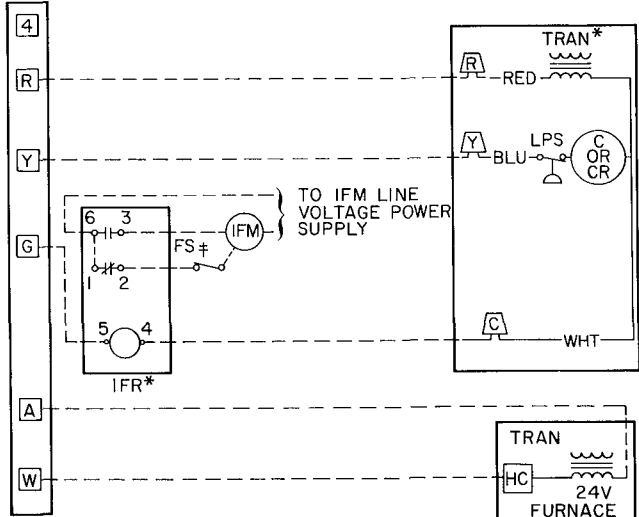 4
R
Y
G
A
W
TRAN*
R
RED
Y
BLU
LPS
C
OR
CR
TO IFM LINE
VOLTAGE POWER
SUPPLY
6
3
IFM
FS ‡
1
2
5
4
IFR*
C
WHT
TRAN
HC
24V
FURNACE